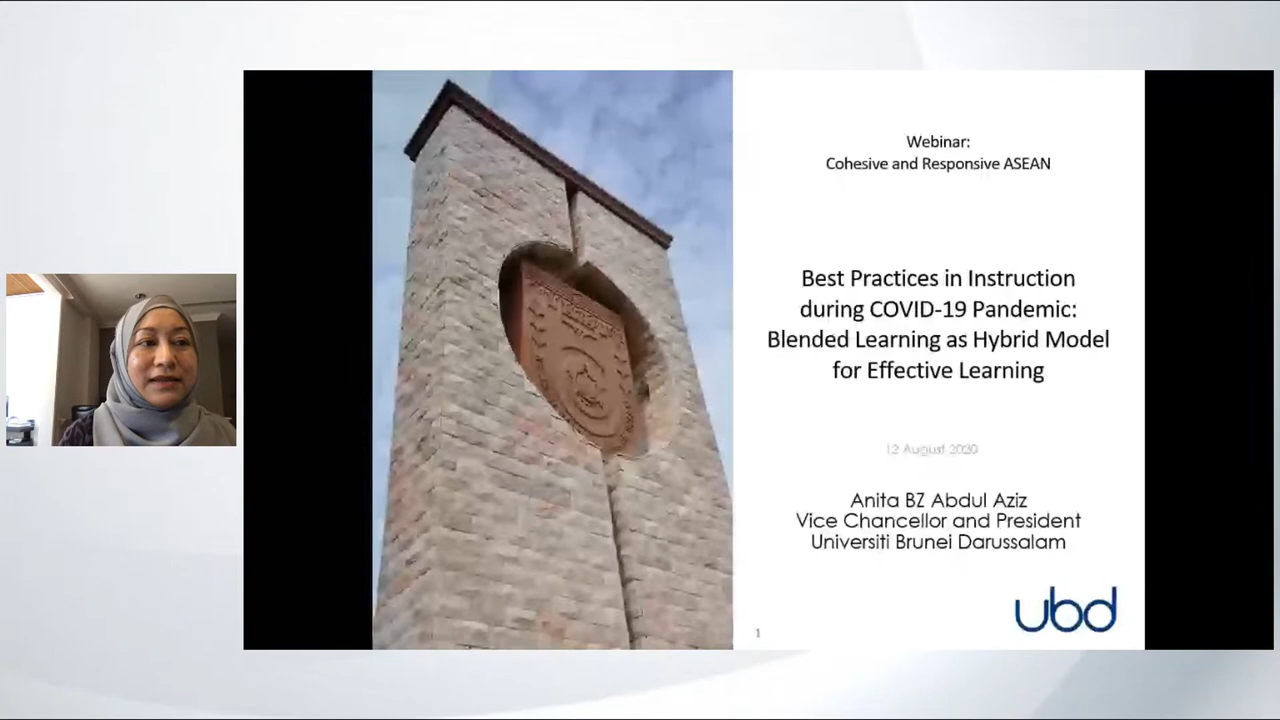 Webinar:
Cohesive and Responsive ASEAN
Best Practices in Instruction
during COVID-19 Pandemic:
Blended Learning as Hybrid Model
for Effective Learning
12 August 2020
Anita BZ Abdul Aziz
Vice Chancellor and President
Universiti Brunei Darussalam
ubd
1